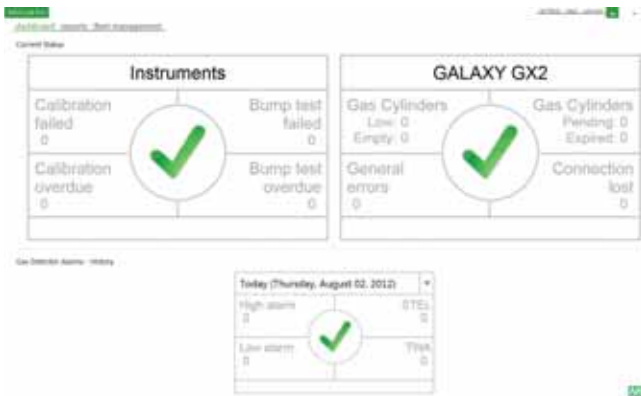 dashboard reports fleet management
Current Status
Instruments
Calibration failed
0
Bump test failed
0
Calibration overdue
0
Bump test overdue
0
GALAXY GX2
Gas Cylinders
Low: 0
Empty: 0
Gas Cylinders
Pending: 0
Expired: 0
General errors
0
Connection lost
0
Gas Detector Alarms - History
Today (Thursday, August 02, 2012)
High alarm
0
STEL
0
Low alarm
0
TWA
0